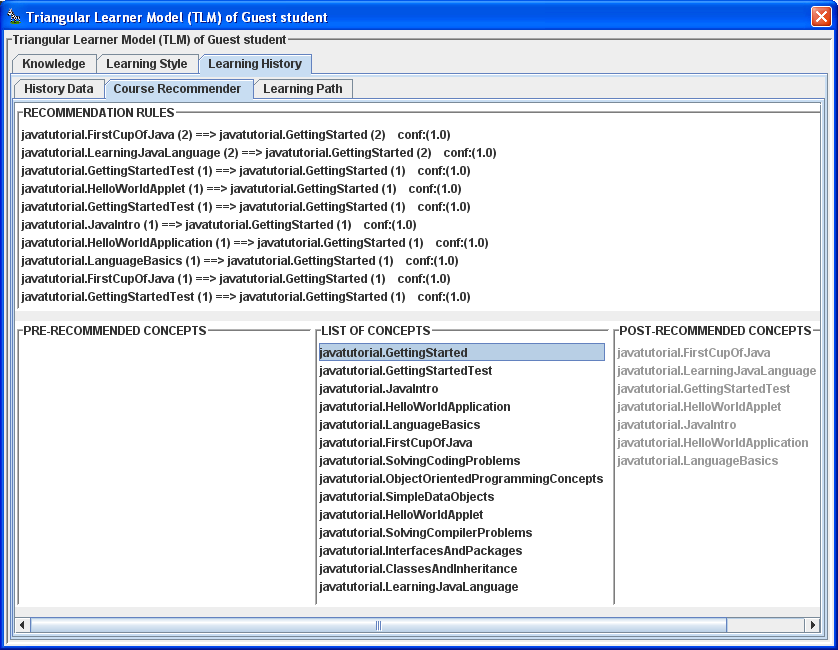 Triangular Learner Model (TLM) of Guest student
Triangular Learner Model (TLM) of Guest student
Knowledge Learning Style Learning History
History Data Course Recommender Learning Path
RECOMMENDATION RULES
javatutorial.FirstCupOfJava (2) ==> javatutorial.GettingStarted (2) conf:(1.0)
javatutorial.LearningJavaLanguage (2) ==> javatutorial.GettingStarted (2) conf:(1.0)
javatutorial.GettingStartedTest (1) ==> javatutorial.GettingStarted (1) conf:(1.0)
javatutorial.HelloWorldApplet (1) ==> javatutorial.GettingStarted (1) conf:(1.0)
javatutorial.GettingStartedTest (1) ==> javatutorial.GettingStarted (1) conf:(1.0)
javatutorial.JavaIntro (1) ==> javatutorial.GettingStarted (1) conf:(1.0)
javatutorial.HelloWorldApplication (1) ==> javatutorial.GettingStarted (1) conf:(1.0)
javatutorial.LanguageBasics (1) ==> javatutorial.GettingStarted (1) conf:(1.0)
javatutorial.FirstCupOfJava (1) ==> javatutorial.GettingStarted (1) conf:(1.0)
javatutorial.GettingStartedTest (1) ==> javatutorial.GettingStarted (1) conf:(1.0)
PRE-RECOMMENDED CONCEPTS
LIST OF CONCEPTS
javatutorial.GettingStarted
javatutorial.GettingStartedTest
javatutorial.JavaIntro
javatutorial.HelloWorldApplication
javatutorial.LanguageBasics
javatutorial.FirstCupOfJava
javatutorial.SolvingCodingProblems
javatutorial.ObjectOrientedProgrammingConcepts
javatutorial.SimpleDataObjects
javatutorial.HelloWorldApplet
javatutorial.SolvingCompilerProblems
javatutorial.InterfacesAndPackages
javatutorial.ClassesAndInheritance
javatutorial.LearningJavaLanguage
POST-RECOMMENDED CONCEPTS
javatutorial.FirstCupOfJava
javatutorial.LearningJavaLanguage
javatutorial.GettingStartedTest
javatutorial.HelloWorldApplet
javatutorial.JavaIntro
javatutorial.HelloWorldApplication
javatutorial.LanguageBasics